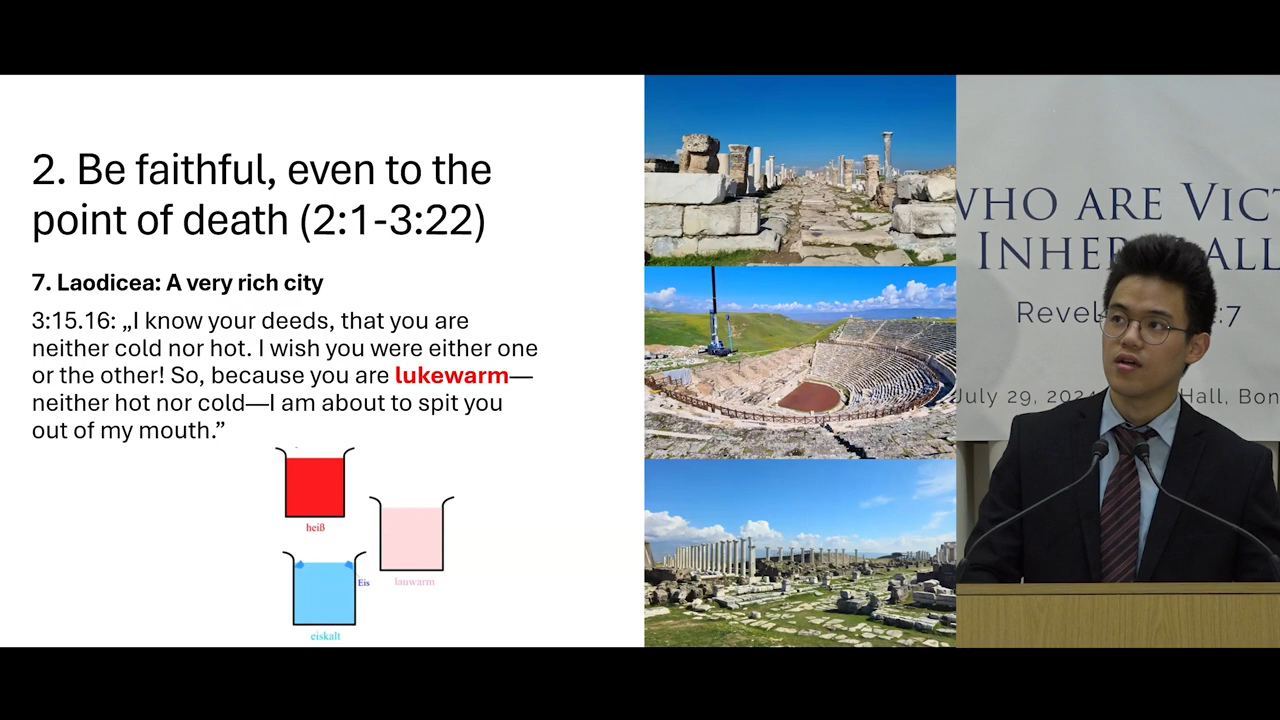 2. Be faithful, even to the
point of death (2:1-3:22)
7. Laodicea: A very rich city
3:15.16: „I know your deeds, that you are
neither cold nor hot. I wish you were either one
or the other! So, because you are lukewarm—
neither hot nor cold—I am about to spit you
out of my mouth.”
heiß
lauwarm
Eis
eiskalt
WHO ARE VICT
INHER ALL
Revel :7
July 29, 2024 Hall, Bon